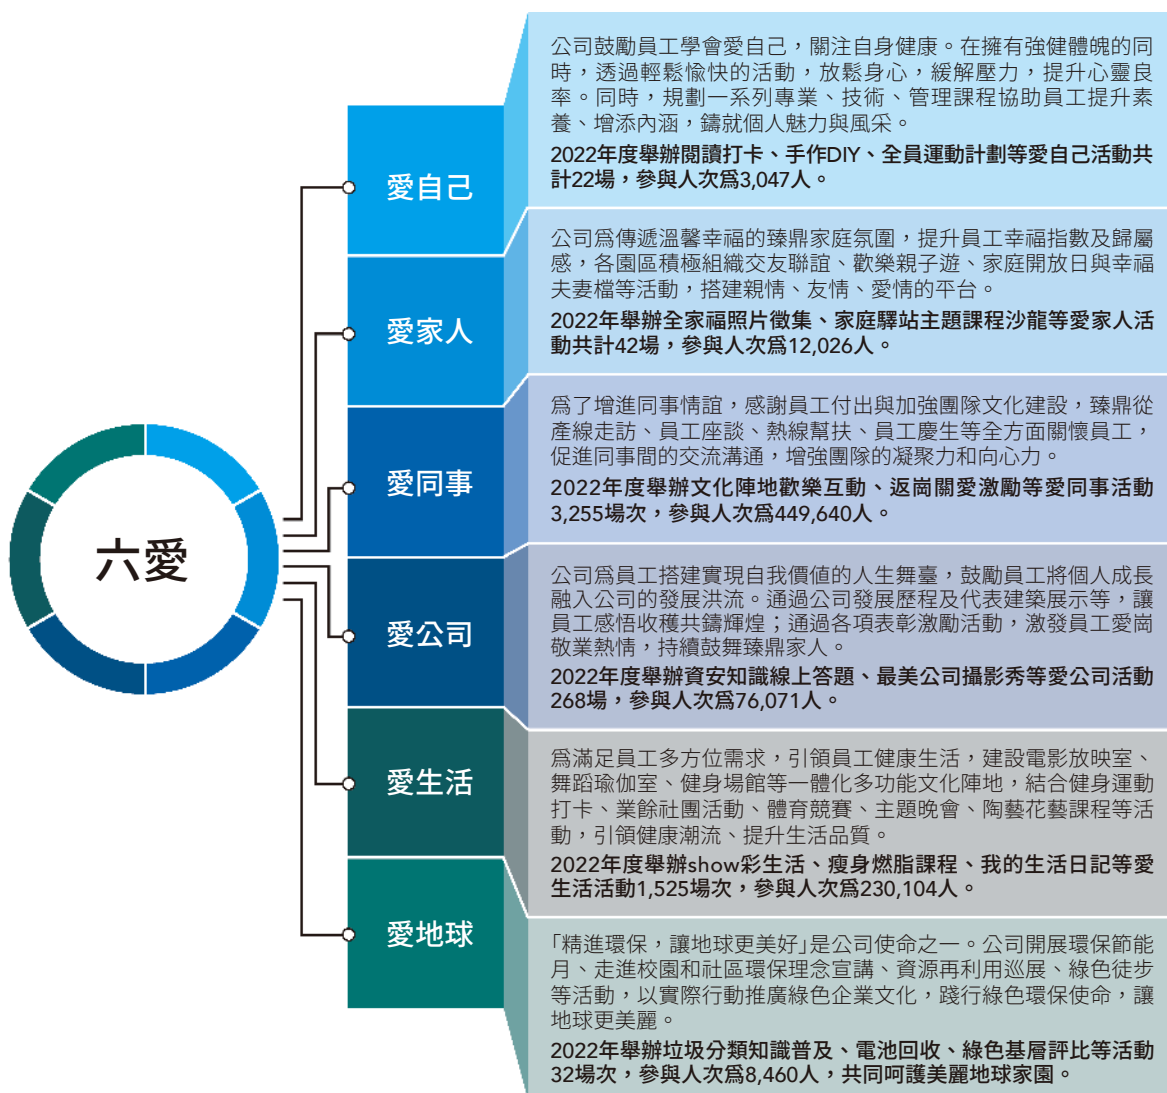 六愛
愛自己
公司鼓勵員工學會愛自己，關注自身健康。在擁有強健體魄的同
時，透過輕鬆愉快的活動，放鬆身心，緩解壓力，提升心靈良
率。同時，規劃一系列專業、技術、管理課程協助員工提升素
養、增添內涵，鑄就個人魅力與風采。
2022年度舉辦閱讀打卡、手作DIY、全員運動計劃等愛自己活動共
計22場，參與人次爲3,047人。
愛家人
公司爲傳遞溫馨幸福的臻鼎家庭氛圍，提升員工幸福指數及歸屬
感，各園區積極組織交友聯誼、歡樂親子遊、家庭開放日與幸福
夫妻檔等活動，搭建親情、友情、愛情的平台。
2022年舉辦全家福照片徵集、家庭驛站主題課程沙龍等愛家人活
動共計42場，參與人次爲12,026人。
愛同事
爲了增進同事情誼，感謝員工付出與加強團隊文化建設，臻鼎從
產線走訪、員工座談、熱線幫扶、員工慶生等全方面關懷員工，
促進同事間的交流溝通，增強團隊的凝聚力和向心力。
2022年度舉辦文化陣地歡樂互動、返崗關愛激勵等愛同事活動
3,255場次，參與人次爲449,640人。
愛公司
公司爲員工搭建實現自我價値的人生舞臺，鼓勵員工將個人成長
融入公司的發展洪流。通過公司發展歷程及代表建築展示等，讓
員工感悟收穫共鑄輝煌；通過各項表彰激勵活動，激發員工愛崗
敬業熱情，持續鼓舞臻鼎家人。
2022年度舉辦資安知識線上答題、最美公司攝影秀等愛公司活動
268場，參與人次爲76,071人。
愛生活
爲滿足員工多方位需求，引領員工健康生活，建設電影放映室、
舞蹈瑜伽室、健身場館等一體化多功能文化陣地，結合健身運動
打卡、業餘社團活動、體育競賽、主題晚會、陶藝花藝課程等活
動，引領健康潮流、提升生活品質。
2022年度舉辦show彩生活、瘦身燃脂課程、我的生活日記等愛
生活活動1,525場次，參與人次爲230,104人。
愛地球
「精進環保，讓地球更美好」是公司使命之一。公司開展環保節能
月、走進校園和社區環保理念宣講、資源再利用巡展、綠色徒步
等活動，以實際行動推廣綠色企業文化，踐行綠色環保使命，讓
地球更美麗。
2022年舉辦垃圾分類知識普及、電池回收、綠色基層評比等活動
32場次，參與人次爲8,460人，共同呵護美麗地球家園。